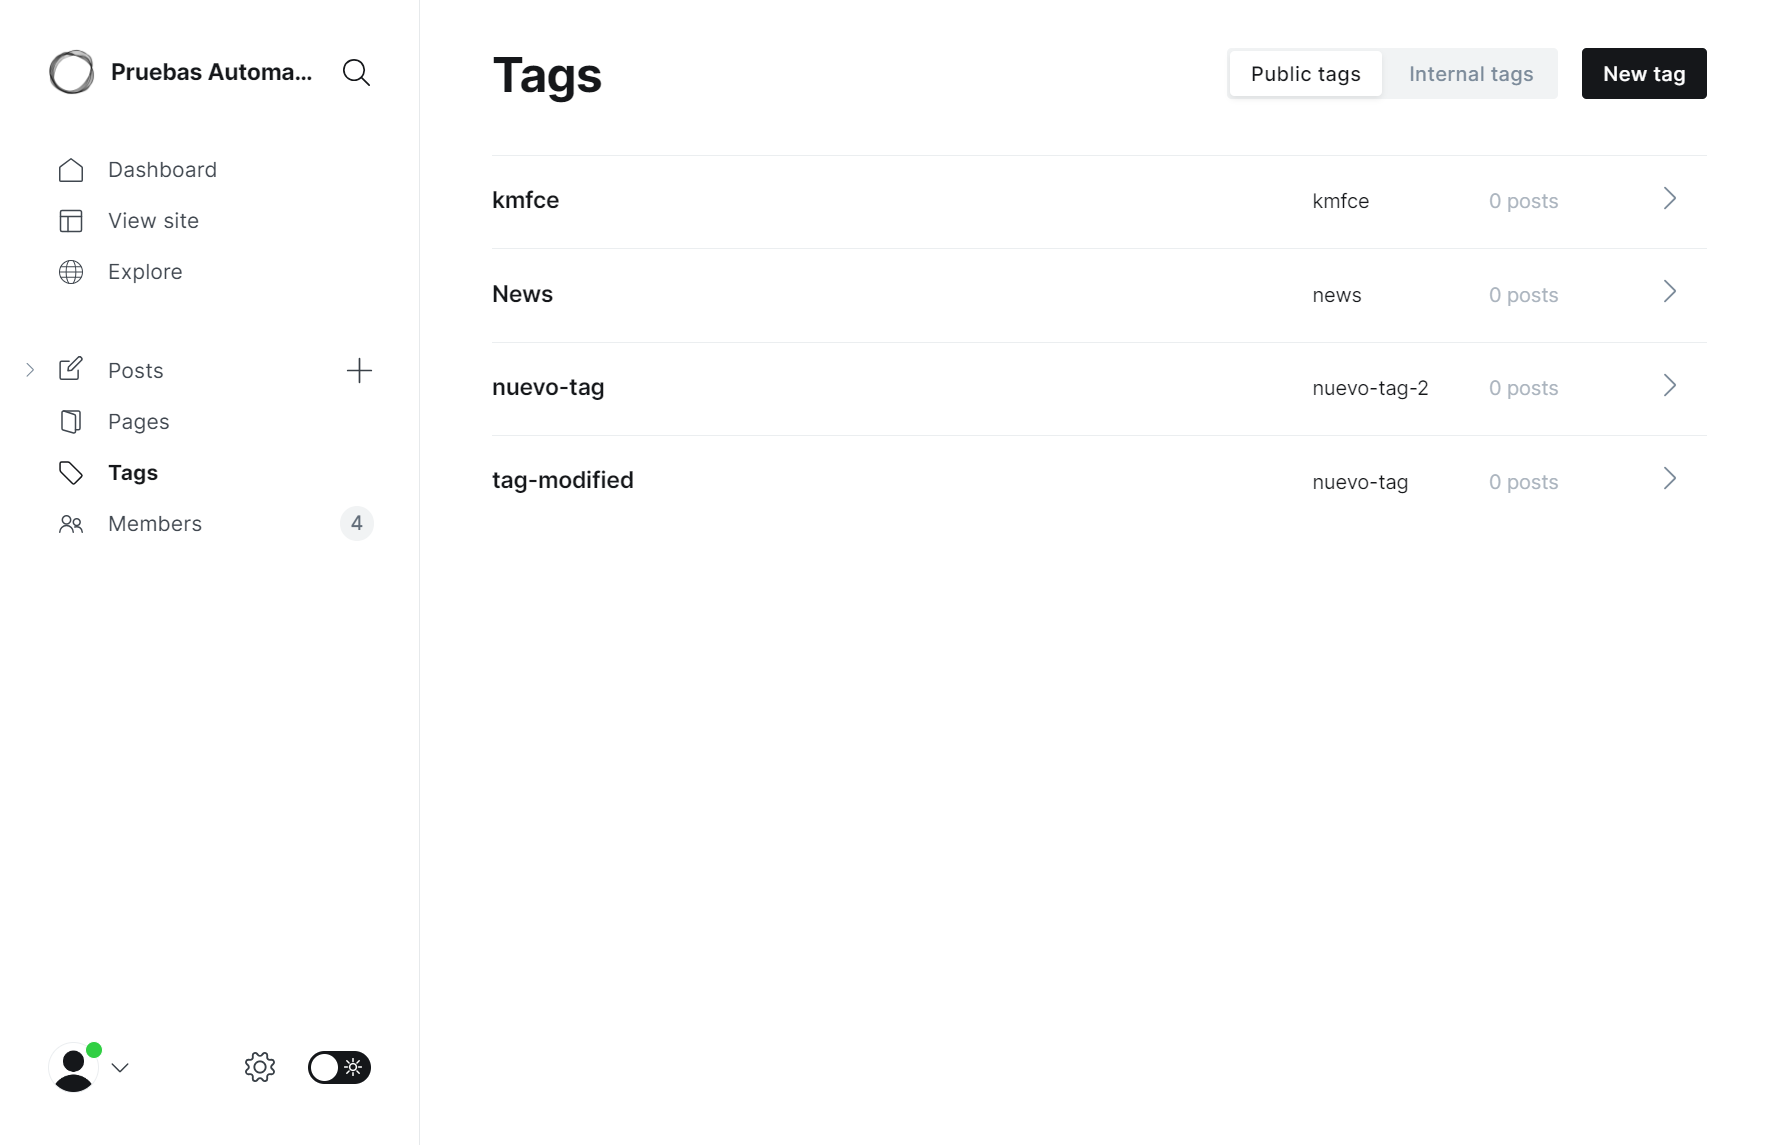 Pruebas Automa...
Dashboard
View site
Explore
Posts
Pages
Tags
Members 4
Tags
Public tags Internal tags New tag
kmfce kmfce 0 posts
News news 0 posts
nuevo-tag nuevo-tag-2 0 posts
tag-modified nuevo-tag 0 posts